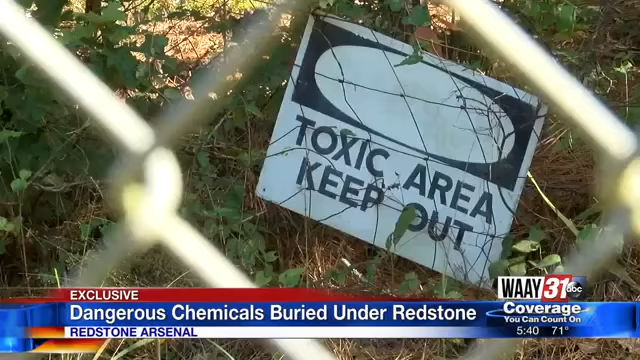 TOXIC AREA
KEEP OUT
EXCLUSIVE
Dangerous Chemicals Buried Under Redstone
REDSTONE ARSENAL
WAAY 31 abc
Coverage
You Can Count On
5:40 71°